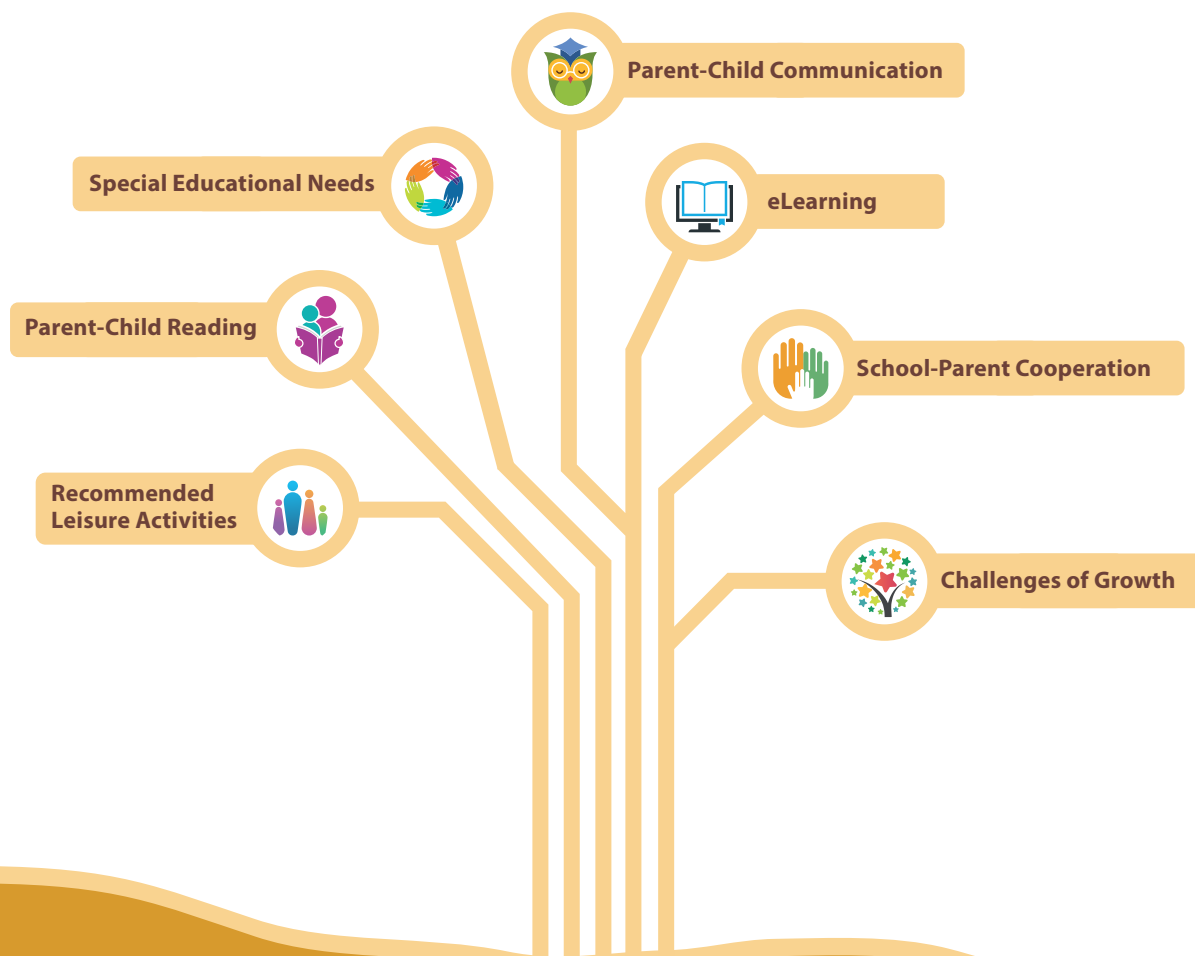 Parent-Child Communication
Special Educational Needs
eLearning
Parent-Child Reading
School-Parent Cooperation
Recommended
Leisure Activities
Challenges of Growth